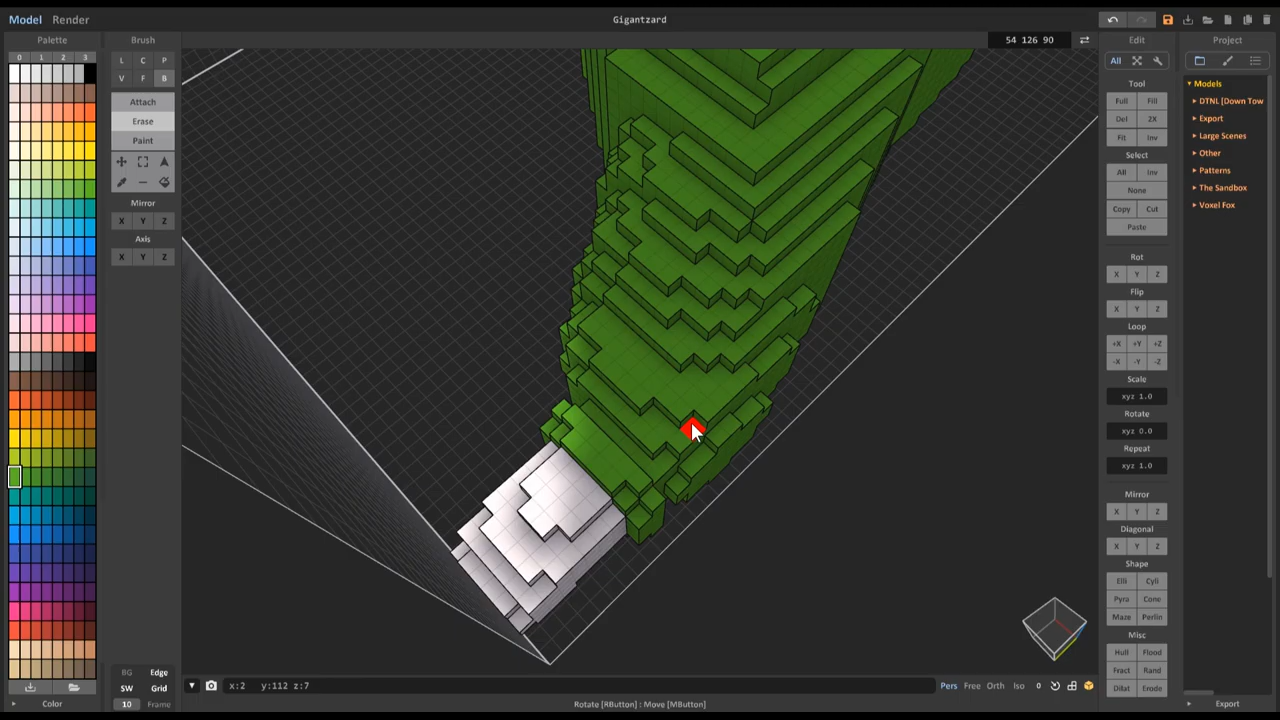 Model Render
Gigantzard
Palette
Brush
54 126 90
Edit
Project
0 1 2 3
L C P
V F B
Attach
Erase
Paint
Mirror
X Y Z
Axis
X Y Z
All
Tool
Full Fill
Del 2X
Fit Inv
Select
All Inv
None
Copy Cut
Paste
Rot
X Y Z
Flip
X Y Z
Loop
+X +Y +Z
-X -Y -Z
Scale
xyz 1.0
Rotate
xyz 0.0
Repeat
xyz 1.0
Mirror
X Y Z
Diagonal
X Y Z
Shape
Elli Cyli
Pyra Cone
Maze Perlin
Misc
Hull Flood
Fract Rand
Dilat Erode
Models
DTNL [Down Tow
Export
Large Scenes
Other
Patterns
The Sandbox
Voxel Fox
BG Edge
SW Grid
10 Frame
Color
x:2 y:112 z:7
Pers Free Orth Iso 0
Rotate [RButton] : Move [MButton]
Export